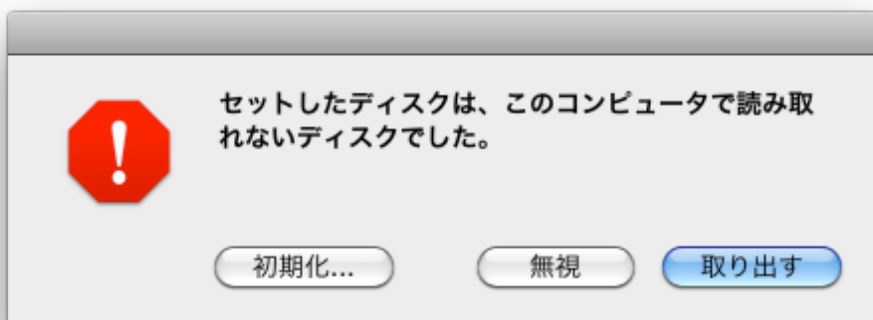 セットしたディスクは、このコンピュータで読み取
れないディスクでした。
初期化... 無視 取り出す